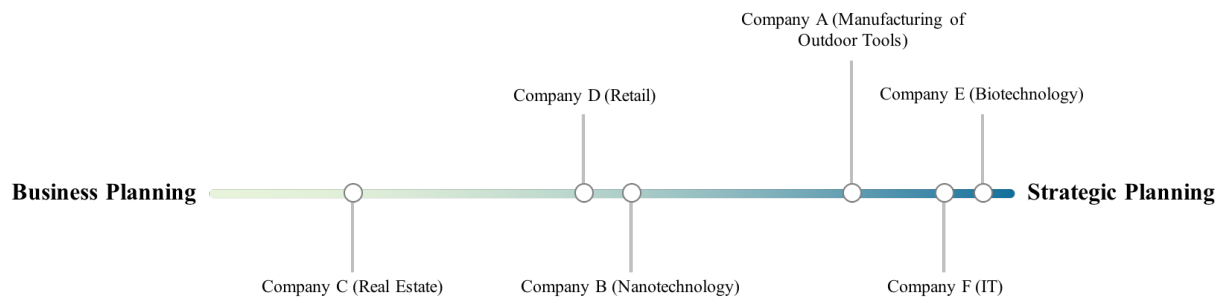 Company A (Manufacturing of
Outdoor Tools)
Company D (Retail)
Company E (Biotechnology)
Business Planning
Strategic Planning
Company C (Real Estate)
Company B (Nanotechnology)
Company F (IT)